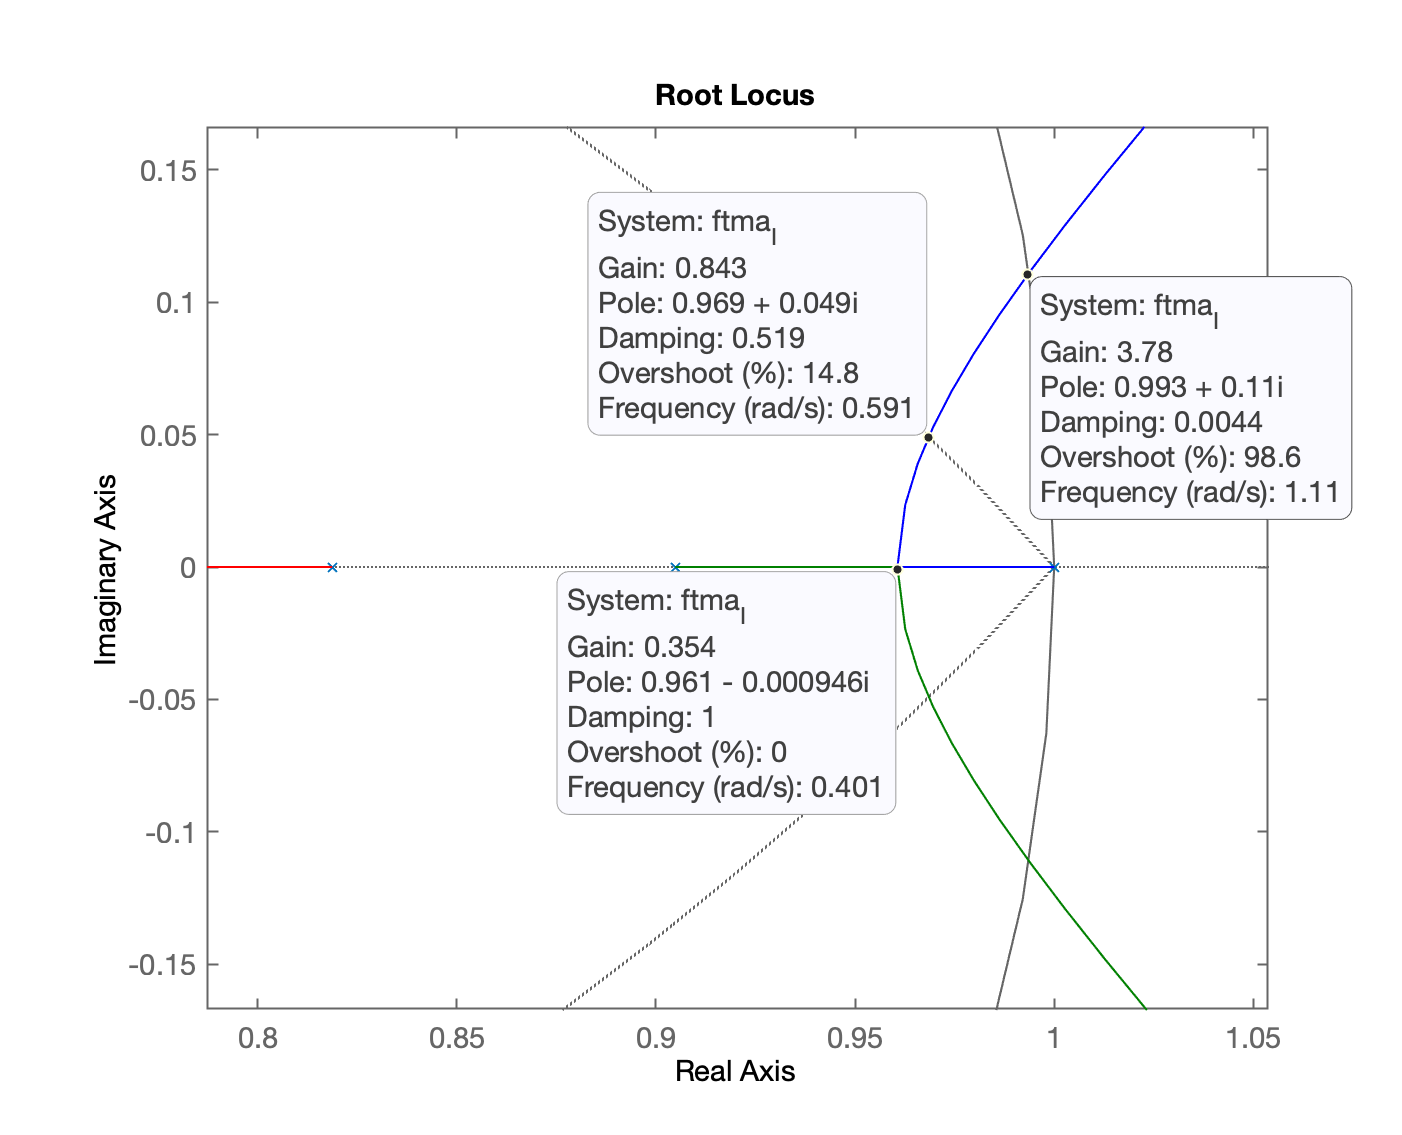 Root Locus
0.15
0.1
0.05
0
-0.05
-0.1
-0.15
Imaginary Axis
System: ftma_l
Gain: 0.843
Pole: 0.969 + 0.049i
Damping: 0.519
Overshoot (%): 14.8
Frequency (rad/s): 0.591
System: ftma_l
Gain: 3.78
Pole: 0.993 + 0.11i
Damping: 0.0044
Overshoot (%): 98.6
Frequency (rad/s): 1.11
System: ftma_l
Gain: 0.354
Pole: 0.961 - 0.000946i
Damping: 1
Overshoot (%): 0
Frequency (rad/s): 0.401
0.8 0.85 0.9 0.95 1 1.05
Real Axis